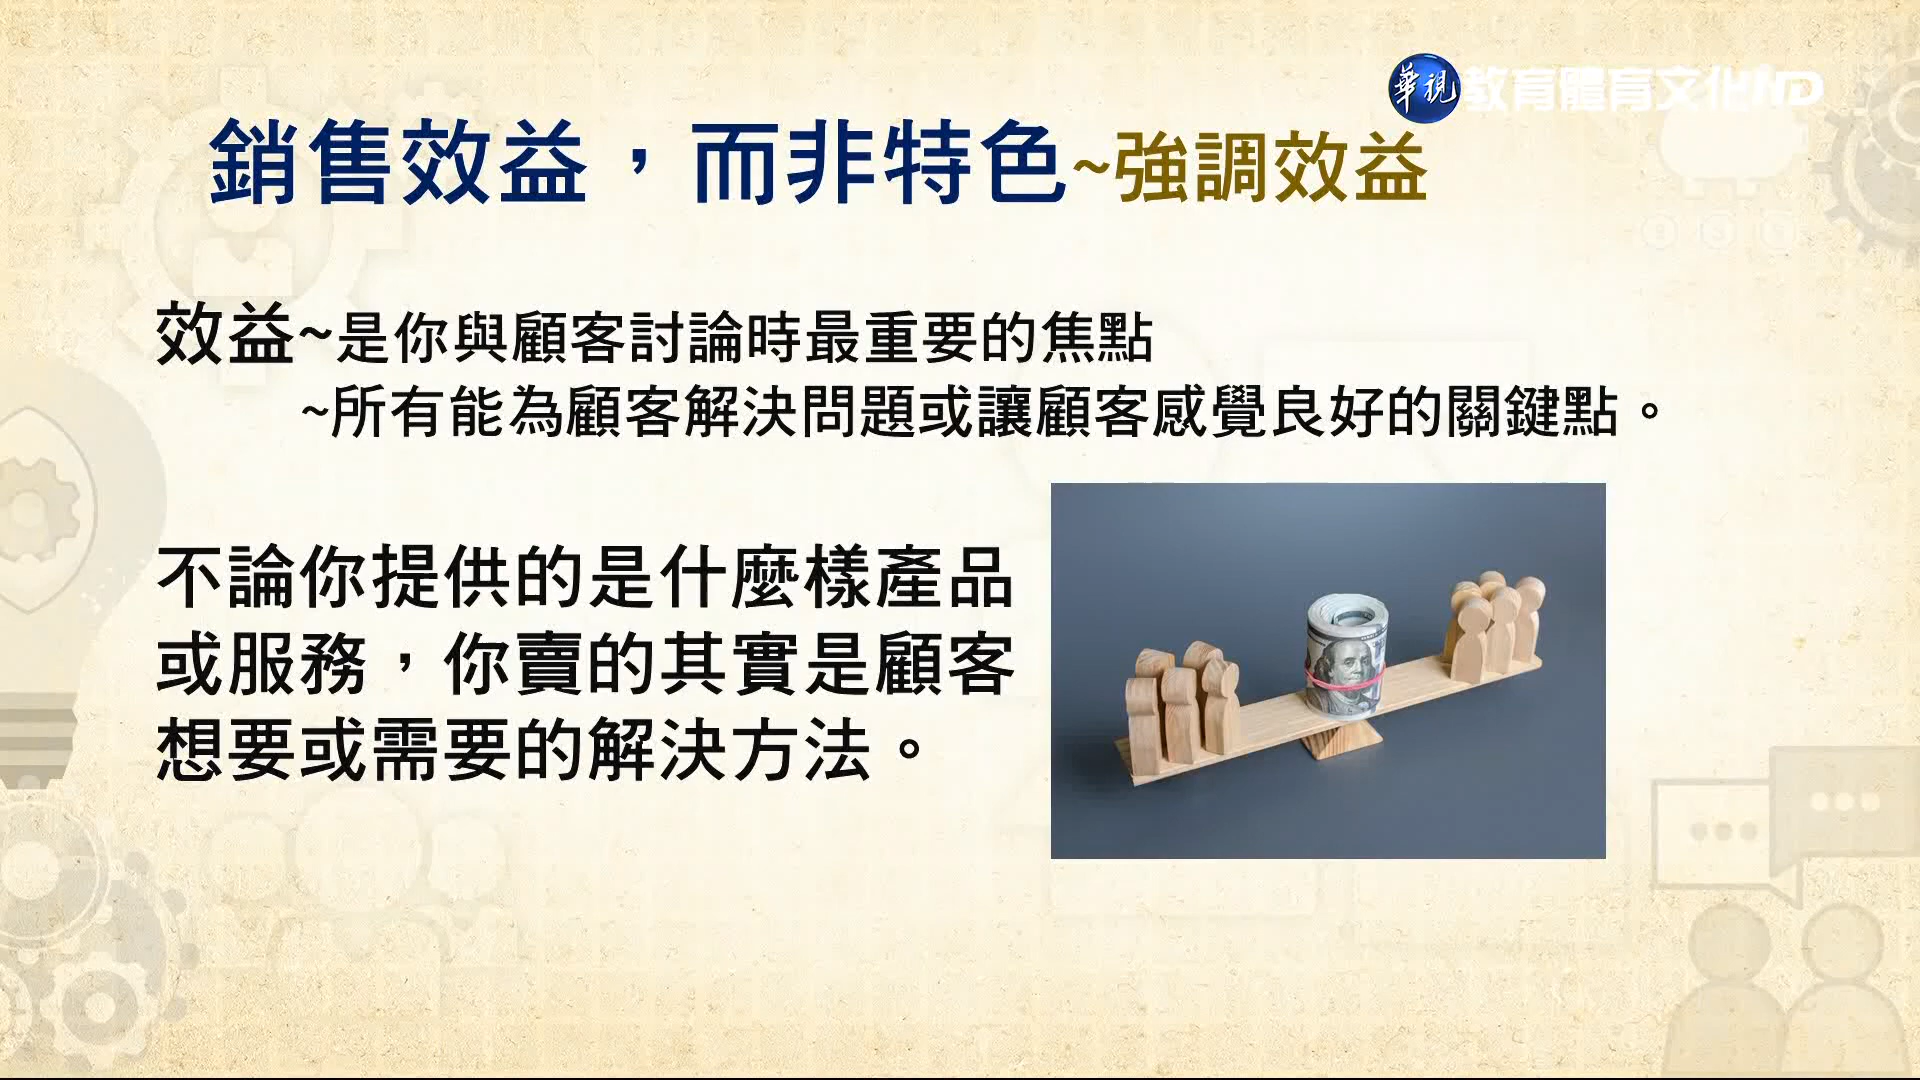 華視 教育體育文化HD
銷售效益，而非特色~強調效益
效益~是你與顧客討論時最重要的焦點
~所有能為顧客解決問題或讓顧客感覺良好的關鍵點。
不論你提供的是什麼樣產品
或服務，你賣的其實是顧客
想要或需要的解決方法。